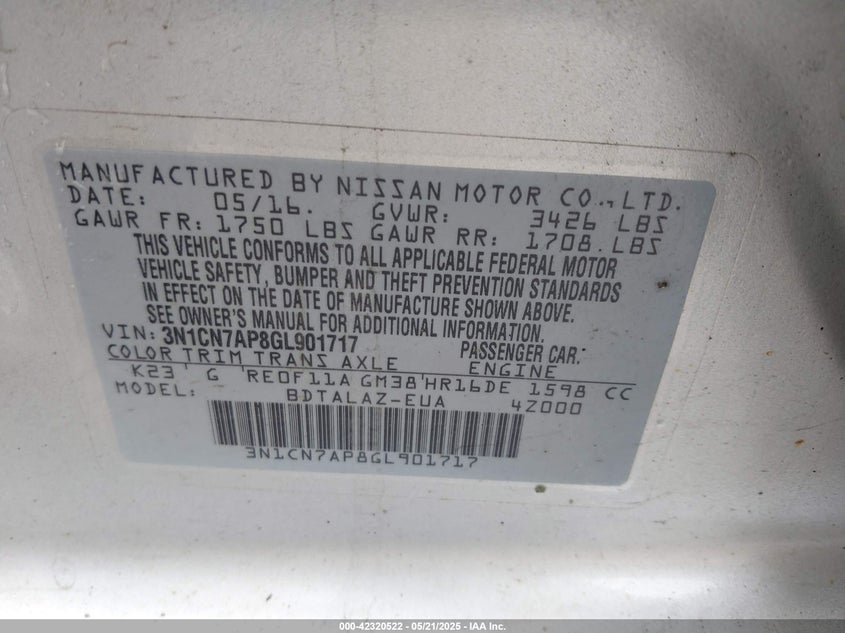 MANUFACTURED BY NISSAN MOTOR CO., LTD.
DATE: 05/16. GVWR: 3426 LBS
GAWR FR: 1750 LBS GAWR RR: 1708.LBS
THIS VEHICLE CONFORMS TO ALL APPLICABLE FEDERAL MOTOR
VEHICLE SAFETY, BUMPER AND THEFT PREVENTION STANDARDS
IN EFFECT ON THE DATE OF MANUFACTURE SHOWN ABOVE.
SEE OWNER'S MANUAL FOR ADDITIONAL INFORMATION.
VIN: 3N1CN7AP8GL901717 PASSENGER CAR.
COLOR TRIM TRANS AXLE ENGINE
K23 G RE0F11A GM38 HR16DE 1598 CC
MODEL: BDTALAZ-EUA 4Z000
3N1CN7AP8GL901717
000-42320522 — 05/21/2025 - IAA Inc.